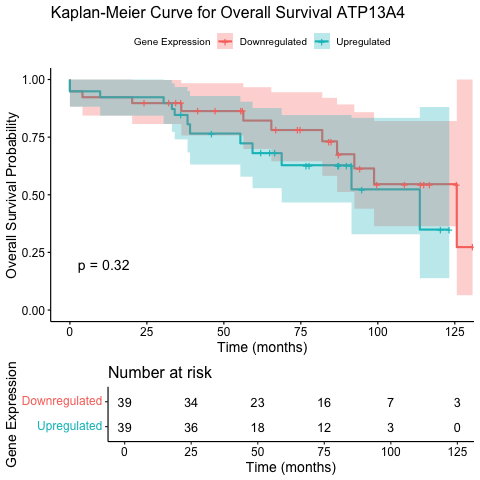 Kaplan-Meier Curve for Overall Survival ATP13A4
Gene Expression Downregulated Upregulated
Overall Survival Probability
1.00
0.75
0.50
0.25
0.00
p = 0.32
0 25 50 75 100 125
Time (months)
Number at risk
Gene Expression
Downregulated 39 34 23 16 7 3
Upregulated 39 36 18 12 3 0
0 25 50 75 100 125
Time (months)